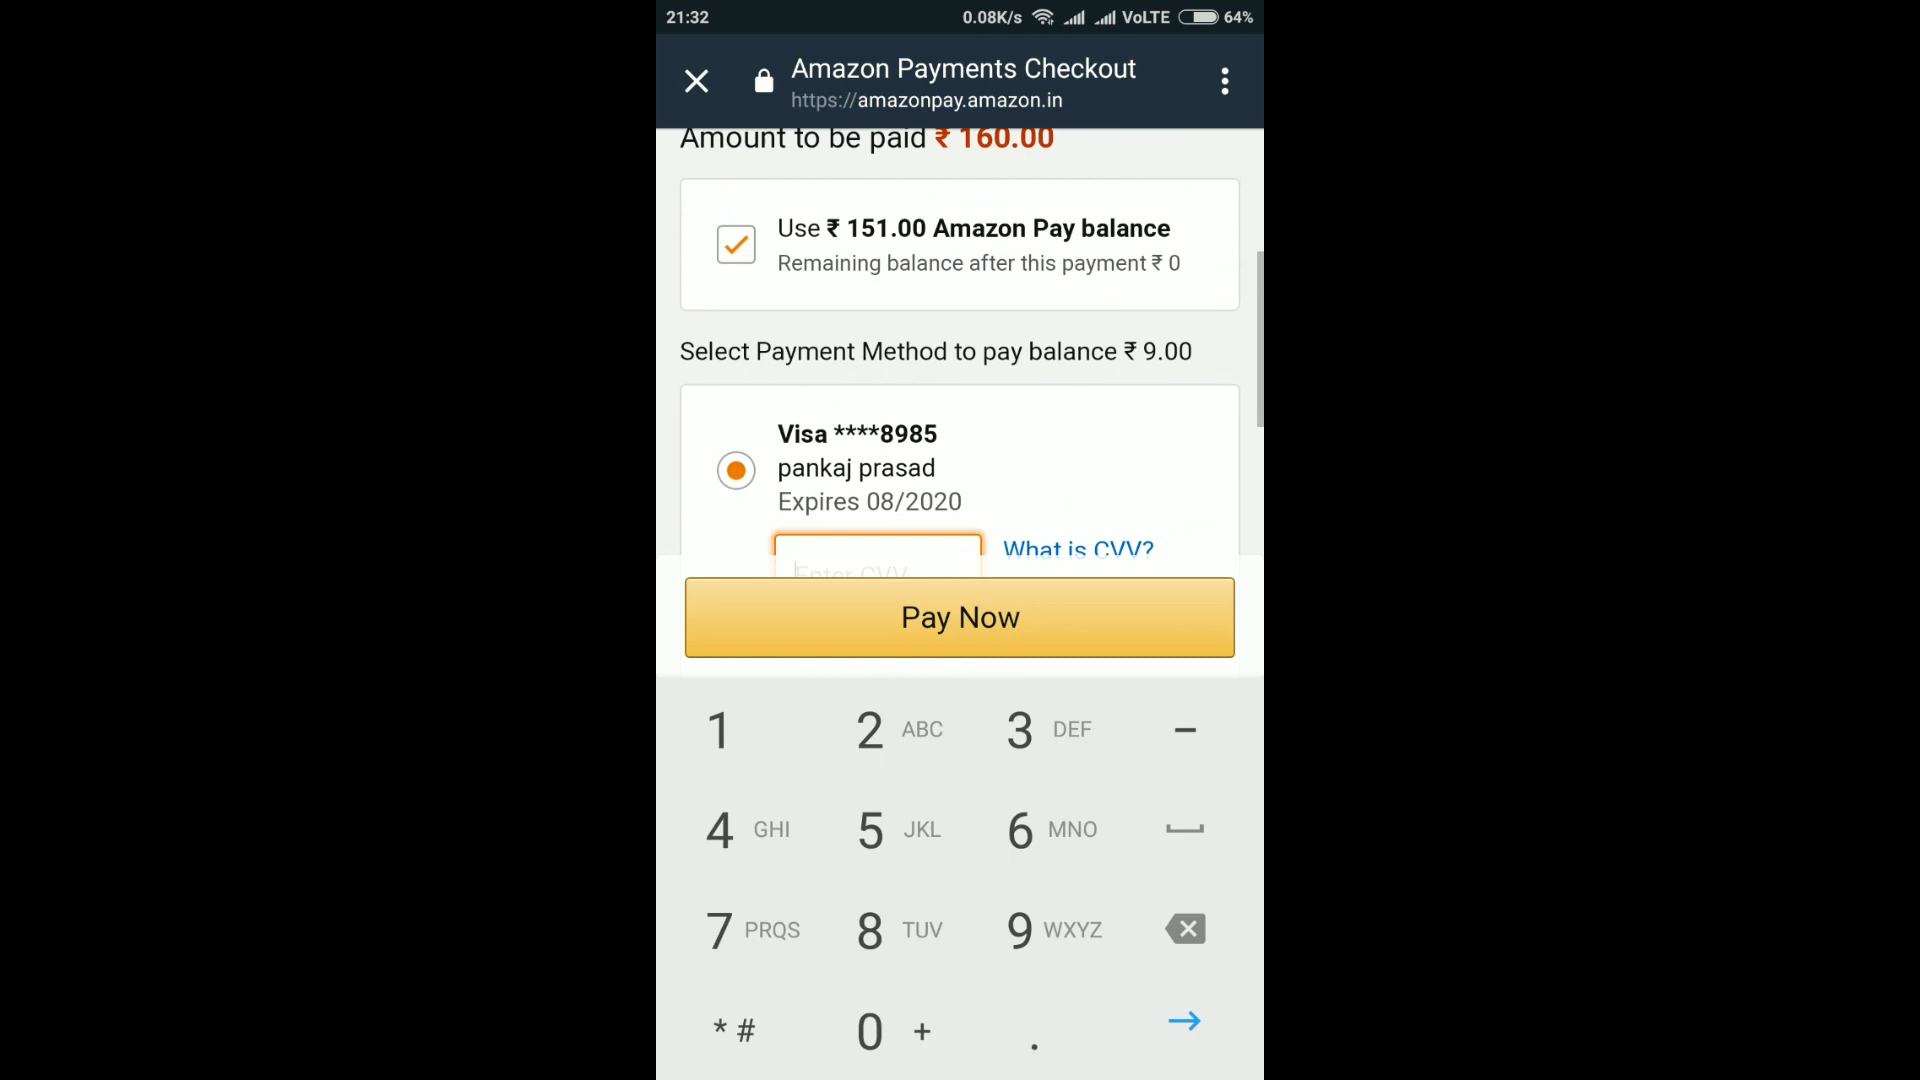 21:32 0.08K/s VoLTE 64%
Amazon Payments Checkout
https://amazonpay.amazon.in
Amount to be paid ₹ 160.00
Use ₹ 151.00 Amazon Pay balance
Remaining balance after this payment ₹ 0
Select Payment Method to pay balance ₹ 9.00
Visa ****8985
pankaj prasad
Expires 08/2020
Enter CVV What is CVV?
Pay Now
1 2 ABC 3 DEF -
4 GHI 5 JKL 6 MNO
7 PRQS 8 TUV 9 WXYZ
* # 0 + .